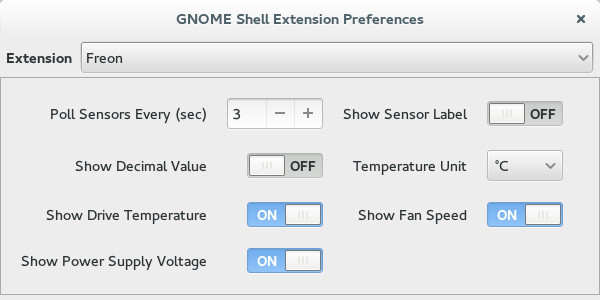 GNOME Shell Extension Preferences ×
Extension Freon
Poll Sensors Every (sec) 3 − + Show Sensor Label OFF
Show Decimal Value OFF Temperature Unit °C
Show Drive Temperature ON Show Fan Speed ON
Show Power Supply Voltage ON